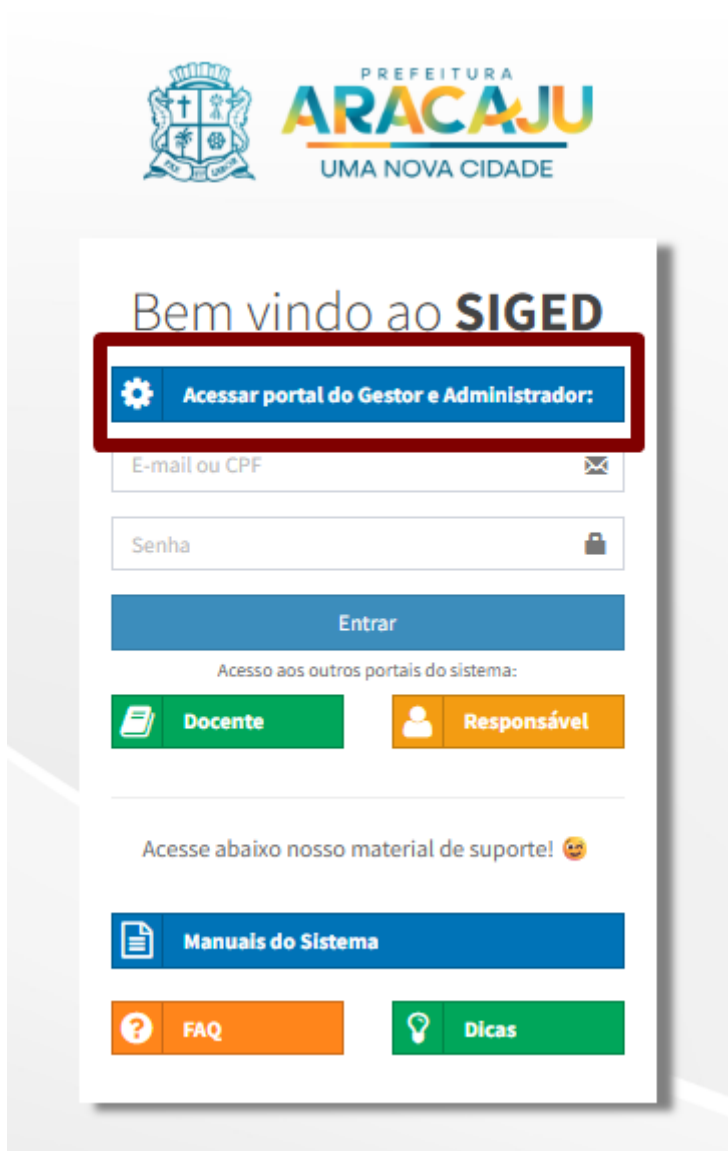 PREFEITURA
ARACAJU
UMA NOVA CIDADE
Bem vindo ao SIGED
Acessar portal do Gestor e Administrador:
E-mail ou CPF
Senha
Entrar
Acesso aos outros portais do sistema:
Docente
Responsável
Acesse abaixo nosso material de suporte! 😉
Manuais do Sistema
FAQ
Dicas